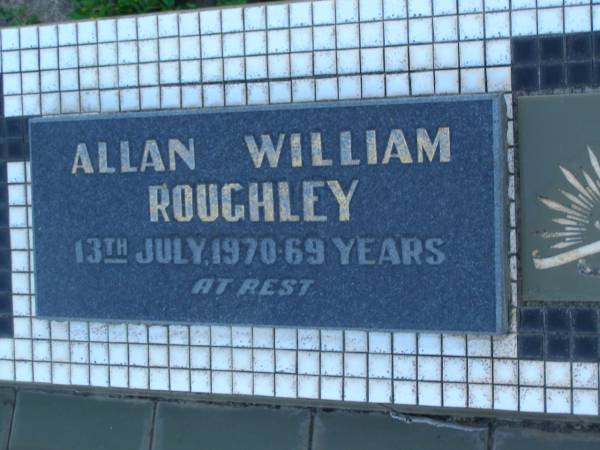 ALLAN WILLIAM
ROUGHLEY
13TH JULY, 1970·69 YEARS
AT REST